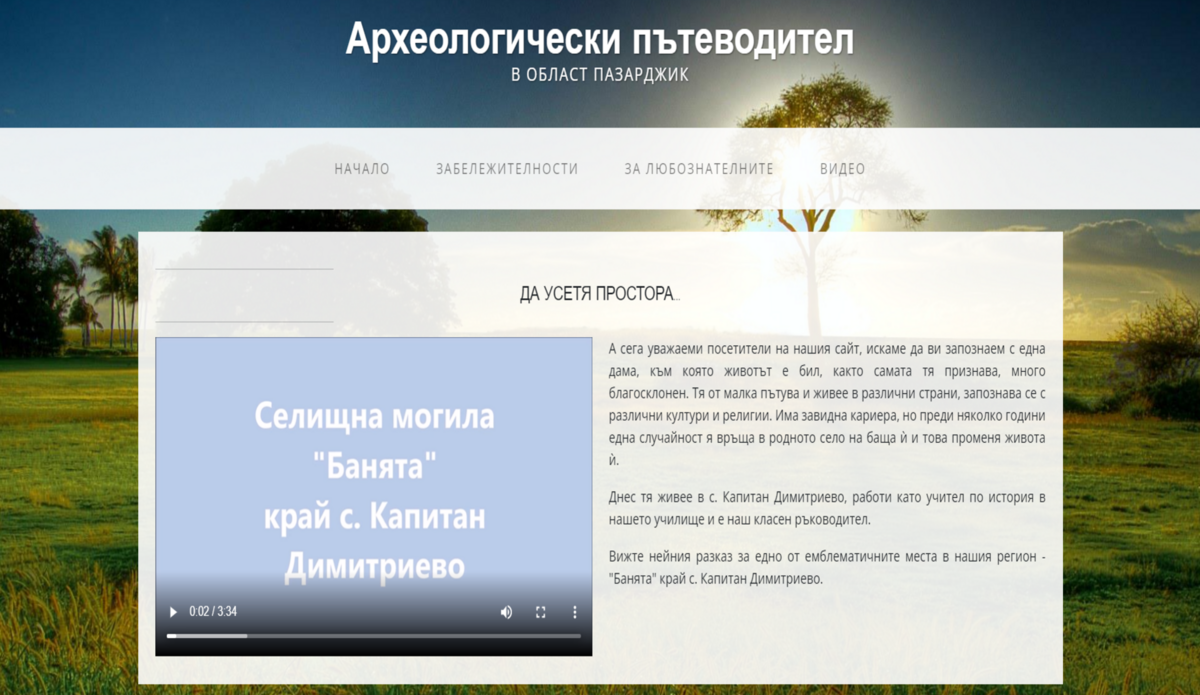 Археологически пътеводител
В ОБЛАСТ ПАЗАРДЖИК
НАЧАЛО ЗАБЕЛЕЖИТЕЛНОСТИ ЗА ЛЮБОЗНАТЕЛНИТЕ ВИДЕО
ДА УСЕТЯ ПРОСТОРА...
Селищна могила
"Банята"
край с. Капитан
Димитриево
0:02 / 3:34
А сега уважаеми посетители на нашия сайт, искаме да ви запознаем с една
дама, към която животът е бил, както самата тя признава, много
благосклонен. Тя от малка пътува и живее в различни страни, запознава се с
различни култури и религии. Има завидна кариера, но преди няколко години
една случайност я връща в родното село на баща ѝ и това променя живота
ѝ.
Днес тя живее в с. Капитан Димитриево, работи като учител по история в
нашето училище и е наш класен ръководител.
Вижте нейния разказ за едно от емблематичните места в нашия регион -
"Банята" край с. Капитан Димитриево.